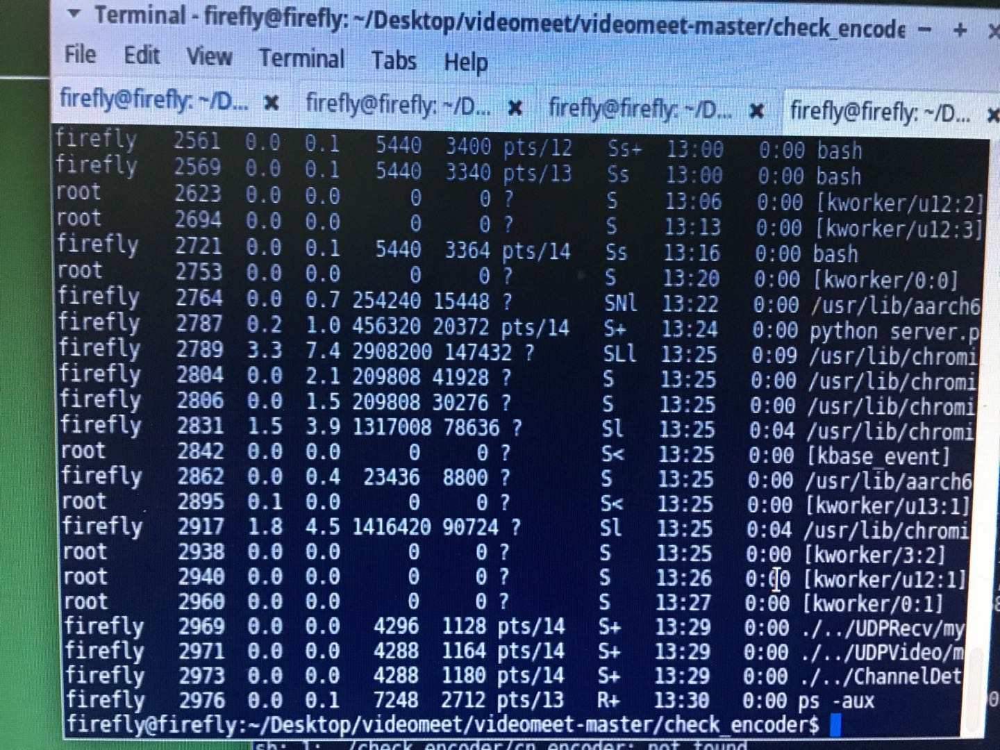 Terminal - firefly@firefly: ~/Desktop/videomeet/videomeet-master/check_encode
File Edit View Terminal Tabs Help
firefly@firefly: ~/D... firefly@firefly: ~/D... firefly@firefly: ~/D... firefly@firefly: ~/D...
firefly 2561 0.0 0.1 5440 3400 pts/12 Ss+ 13:00 0:00 bash
firefly 2569 0.0 0.1 5440 3340 pts/13 Ss 13:00 0:00 bash
root 2623 0.0 0.0 0 0 ? S 13:06 0:00 [kworker/u12:2]
root 2694 0.0 0.0 0 0 ? S 13:13 0:00 [kworker/u12:3]
firefly 2721 0.0 0.1 5440 3364 pts/14 Ss 13:16 0:00 bash
root 2753 0.0 0.0 0 0 ? S 13:20 0:00 [kworker/0:0]
firefly 2764 0.0 0.7 254240 15448 ? SNl 13:22 0:00 /usr/lib/aarch6
firefly 2787 0.2 1.0 456320 20372 pts/14 S+ 13:24 0:00 python server.p
firefly 2789 3.3 7.4 2908200 147432 ? SLl 13:25 0:09 /usr/lib/chromi
firefly 2804 0.0 2.1 209808 41928 ? S 13:25 0:00 /usr/lib/chromi
firefly 2806 0.0 1.5 209808 30276 ? S 13:25 0:00 /usr/lib/chromi
firefly 2831 1.5 3.9 1317008 78636 ? Sl 13:25 0:04 /usr/lib/chromi
root 2842 0.0 0.0 0 0 ? S< 13:25 0:00 [kbase_event]
firefly 2862 0.0 0.4 23436 8800 ? S 13:25 0:00 /usr/lib/aarch6
root 2895 0.1 0.0 0 0 ? S< 13:25 0:00 [kworker/u13:1]
firefly 2917 1.8 4.5 1416420 90724 ? Sl 13:25 0:04 /usr/lib/chromi
root 2938 0.0 0.0 0 0 ? S 13:25 0:00 [kworker/3:2]
root 2940 0.0 0.0 0 0 ? S 13:26 0:00 [kworker/u12:1]
root 2960 0.0 0.0 0 0 ? S 13:27 0:00 [kworker/0:1]
firefly 2969 0.0 0.0 4296 1128 pts/14 S+ 13:29 0:00 ./../UDPRecv/my
firefly 2971 0.0 0.0 4288 1164 pts/14 S+ 13:29 0:00 ./../UDPVideo/m
firefly 2973 0.0 0.0 4288 1180 pts/14 S+ 13:29 0:00 ./../ChannelDet
firefly 2976 0.0 0.1 7248 2712 pts/13 R+ 13:30 0:00 ps -aux
firefly@firefly:~/Desktop/videomeet/videomeet-master/check_encoder$
sh: 1: /check_encoder/cn_encoder: not found